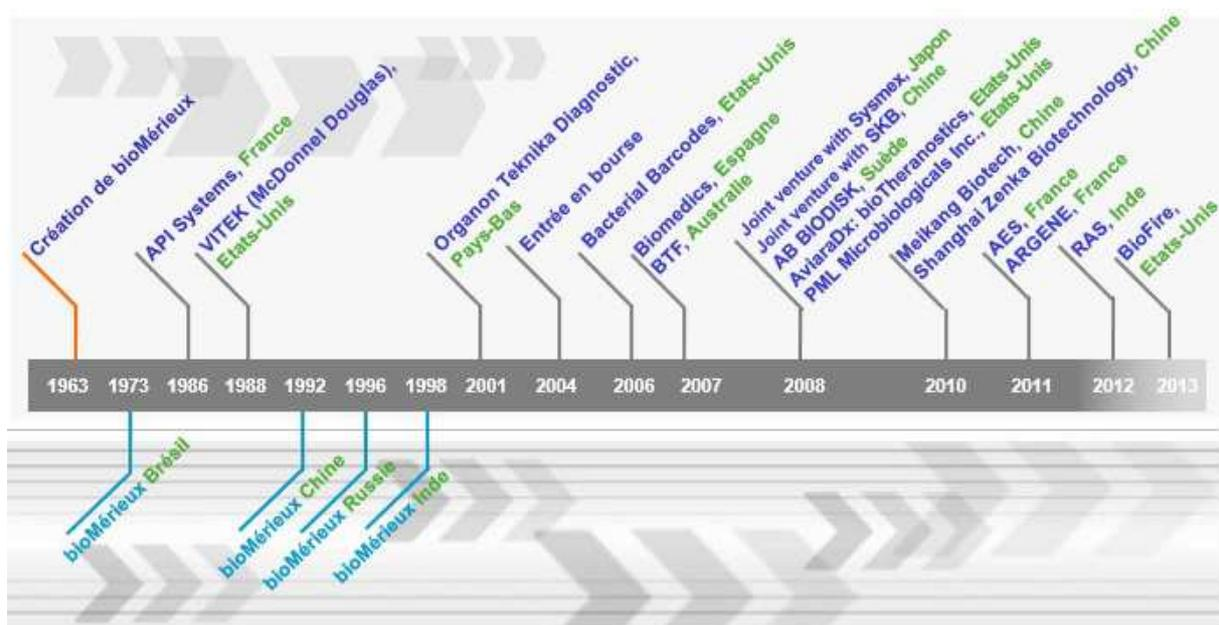 Création de bioMérieux
API Systems, France
VITEK (McDonnel Douglas),
Etats-Unis
Organon Teknika Diagnostic,
Pays-Bas
Entrée en bourse
Bacterial Barcodes, Etats-Unis
Biomedics, Espagne
BTF, Australie
Joint venture with Sysmex, Japon
Joint venture with SKB, Chine
AB BIODISK, Suède
AviaraDx: bioTheranostics, Etats-Unis
PML Microbiologicals Inc., Etats-Unis
Meikang Biotech, Chine
Shanghai Zenka Biotechnology, Chine
AES, France
ARGENE, France
RAS, Inde
BioFire,
Etats-Unis
1963 1973 1986 1988 1992 1996 1998 2001 2004 2006 2007 2008 2010 2011 2012 2013
bioMérieux Brésil
bioMérieux Chine
bioMérieux Russie
bioMérieux Inde